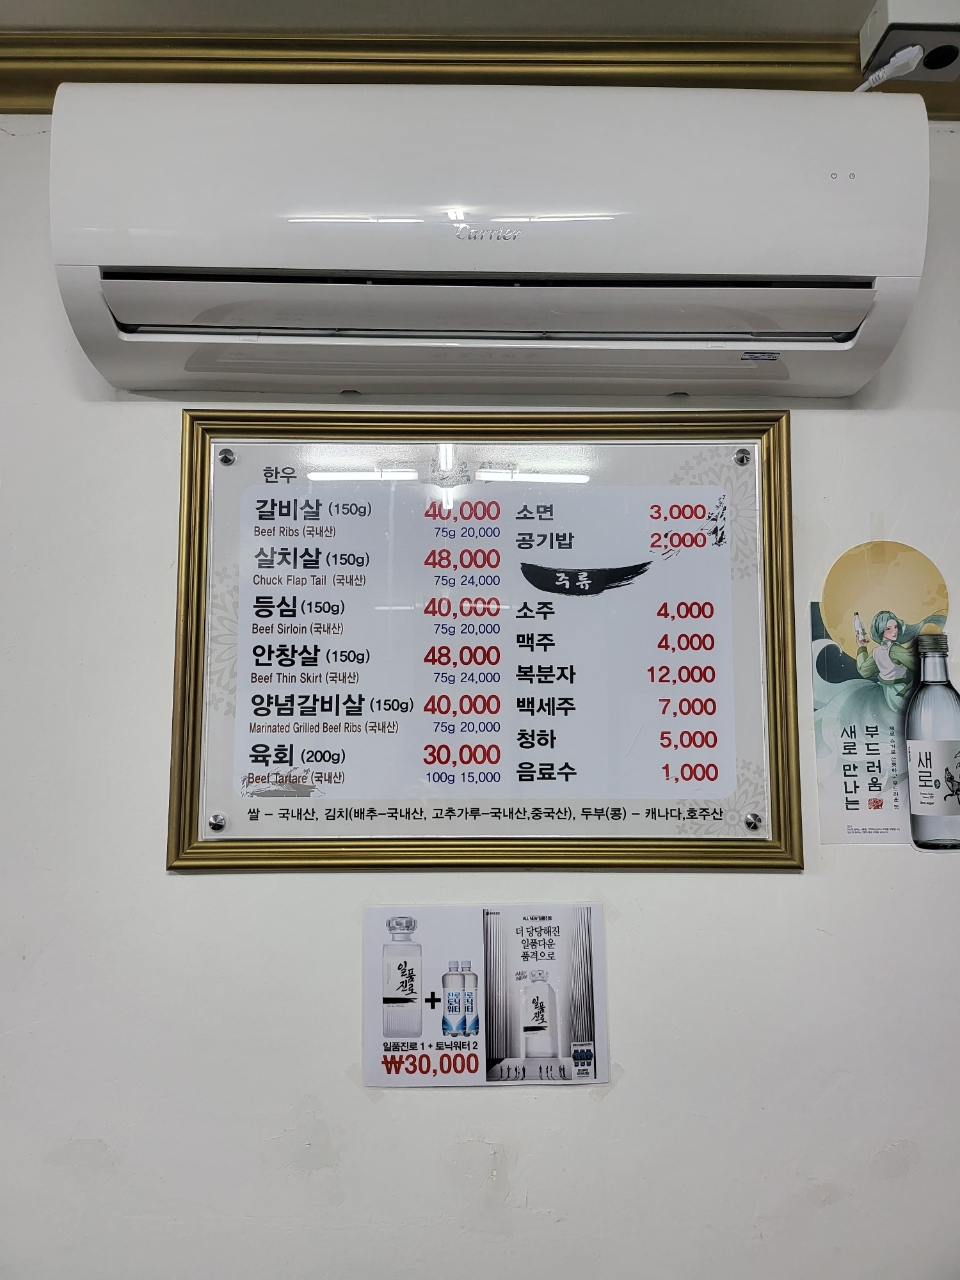 Carrier
한우
갈비살 (150g) 40,000
Beef Ribs (국내산) 75g 20,000
살치살 (150g) 48,000
Chuck Flap Tail (국내산) 75g 24,000
등심 (150g) 40,000
Beef Sirloin (국내산) 75g 20,000
안창살 (150g) 48,000
Beef Thin Skirt (국내산) 75g 24,000
양념갈비살 (150g) 40,000
Marinated Grilled Beef Ribs (국내산) 75g 20,000
육회 (200g) 30,000
Beef Tartare (국내산) 100g 15,000
소면 3,000
공기밥 2,000
주류
소주 4,000
맥주 4,000
복분자 12,000
백세주 7,000
청하 5,000
음료수 1,000
쌀 – 국내산, 김치(배추–국내산, 고추가루–국내산,중국산), 두부(콩) – 캐나다,호주산
부드러움
새로 만나는
새로
일품진로
+
진로 토닉워터
일품진로 1 + 토닉워터 2
₩30,000
ALL NEW 일품진로
더 당당해진
일품다운
품격으로
일품진로